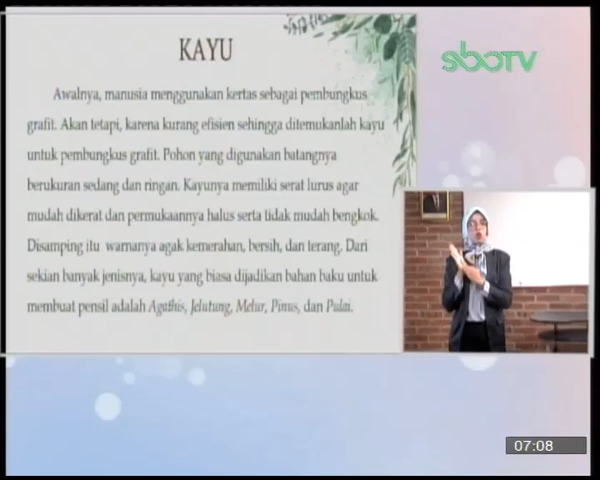 KAYU
sboTV
Awalnya, manusia menggunakan kertas sebagai pembungkus
grafit. Akan tetapi, karena kurang efisien sehingga ditemukanlah kayu
untuk pembungkus grafit. Pohon yang digunakan batangnya
berukuran sedang dan ringan. Kayunya memiliki serat lurus agar
mudah dikerat dan permukaannya halus serta tidak mudah bengkok.
Disamping itu warnanya agak kemerahan, bersih, dan terang. Dari
sekian banyak jenisnya, kayu yang biasa dijadikan bahan baku untuk
membuat pensil adalah Agathis, Jelutung, Melur, Pinus, dan Pulai.
07:08